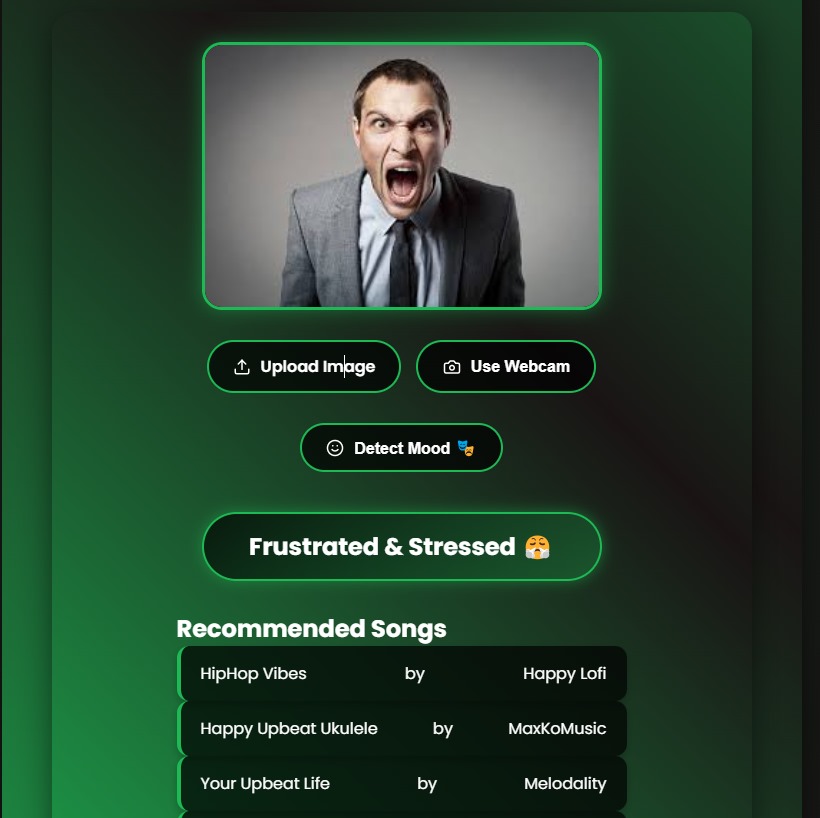 Upload Image
Use Webcam
Detect Mood 🎭
Frustrated & Stressed 😤
Recommended Songs
HipHop Vibes by Happy Lofi
Happy Upbeat Ukulele by MaxKoMusic
Your Upbeat Life by Melodality